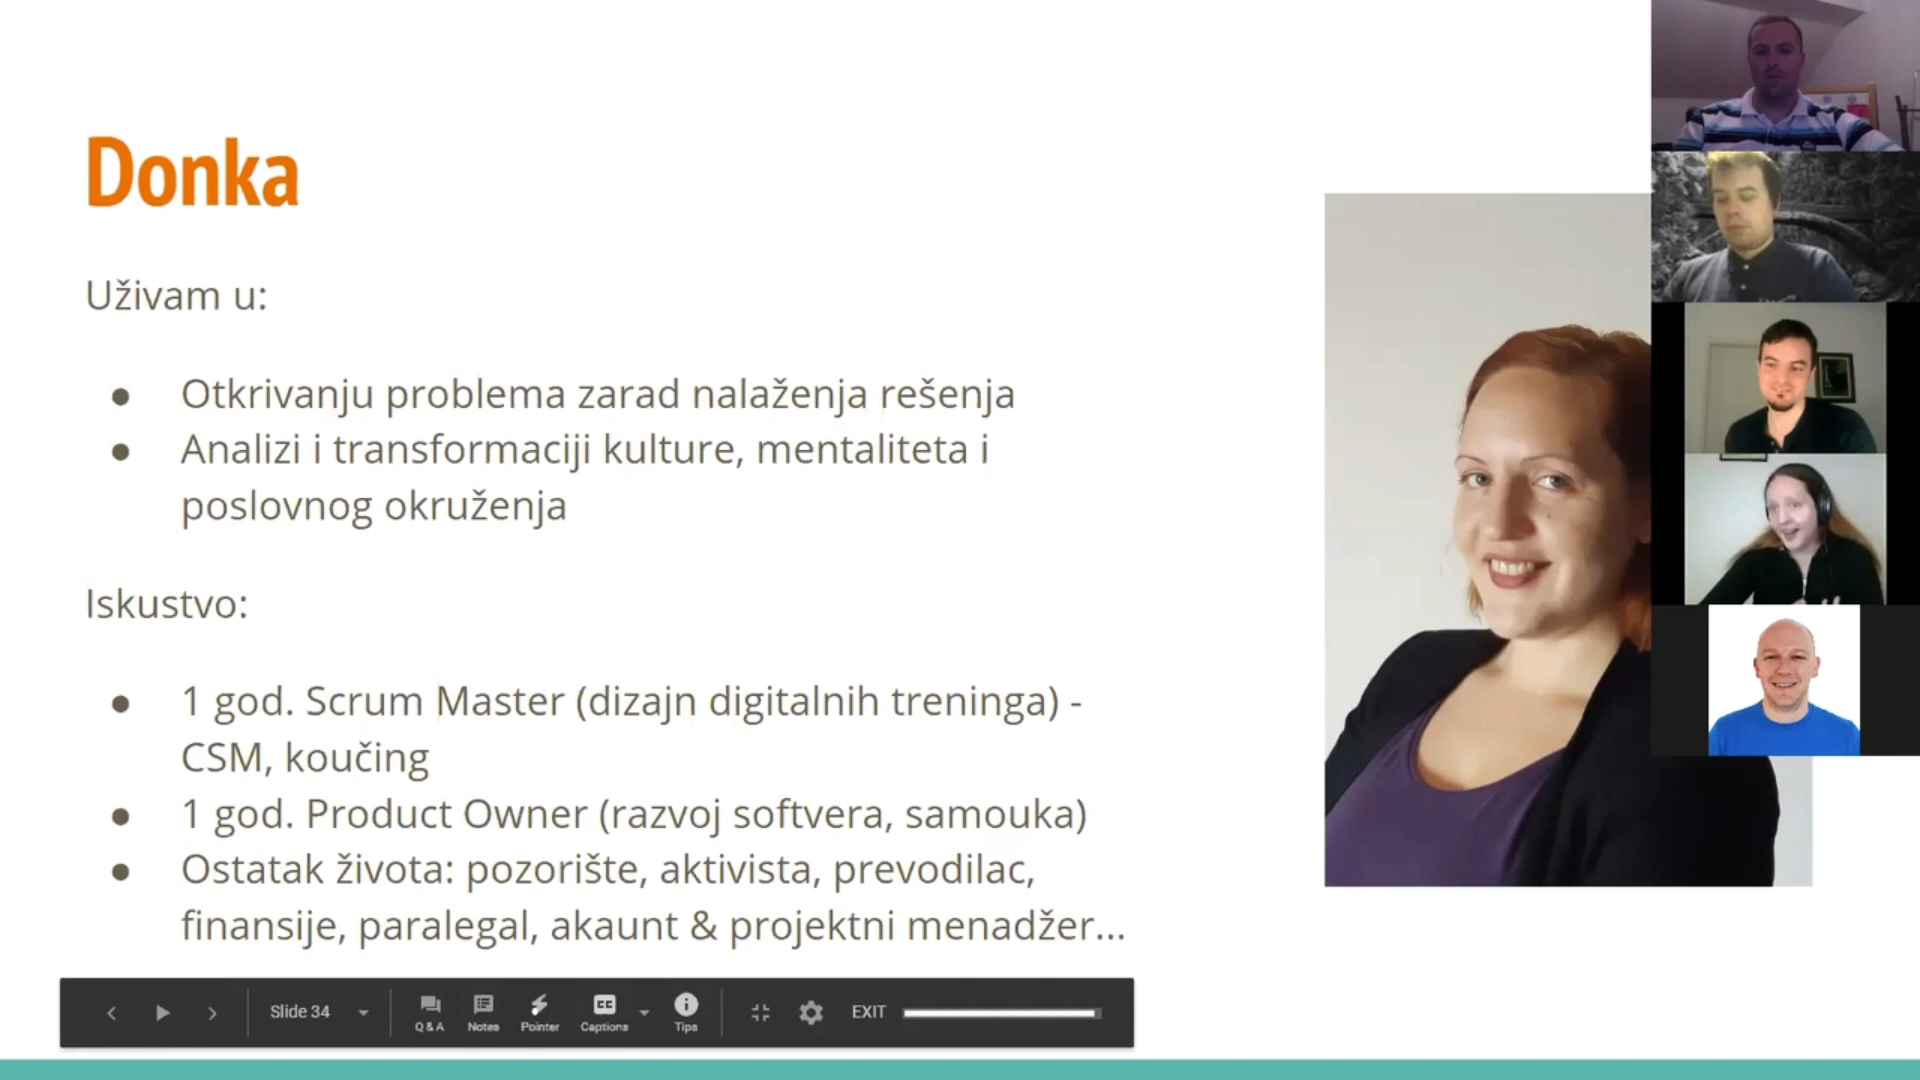 Donka
Uživam u:
● Otkrivanju problema zarad nalaženja rešenja
● Analizi i transformaciji kulture, mentaliteta i
poslovnog okruženja
Iskustvo:
● 1 god. Scrum Master (dizajn digitalnih treninga) -
CSM, koučing
● 1 god. Product Owner (razvoj softvera, samouka)
● Ostatak života: pozorište, aktivista, prevodilac,
finansije, paralegal, akaunt & projektni menadžer...
Slide 34
Q & A
Notes
Pointer
CC
Captions
Tips
EXIT